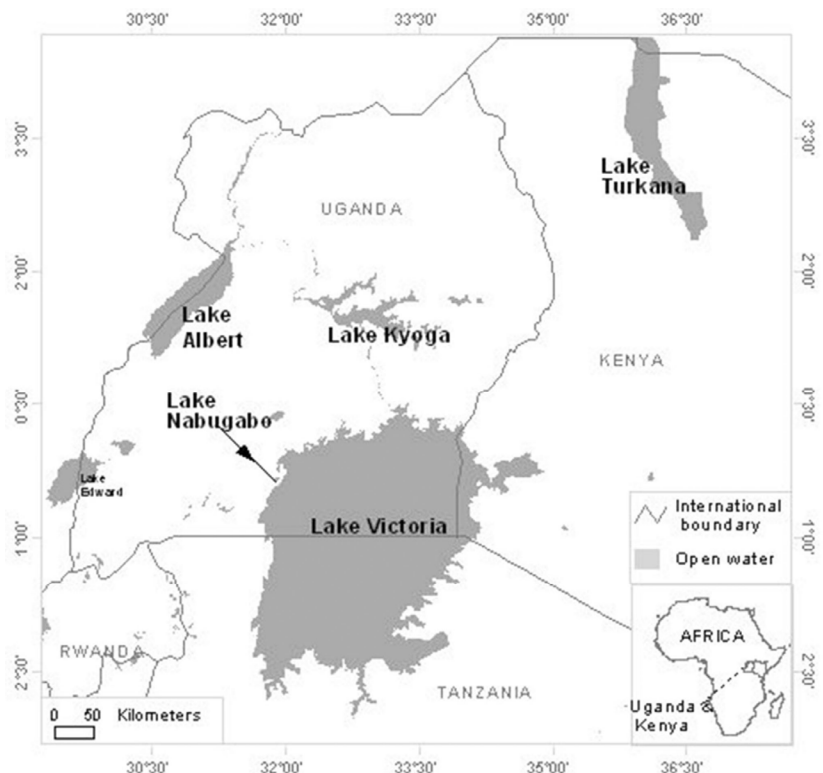 30°30' 32°00' 33°30' 35°00' 36°30'
3°30'
3°30'
Lake
Turkana
UGANDA
2°00'
2°00'
Lake
Albert
Lake Kyoga
KENYA
Lake
Nabugabo
0°30'
0°30'
Lake
Edward
Lake Victoria
International
boundary
Open water
1°00'
1°00'
AFRICA
RWANDA
2°30'
2°30'
TANZANIA
Uganda &
Kenya
0 50 Kilometers
30°30' 32°00' 33°30' 35°00' 36°30'